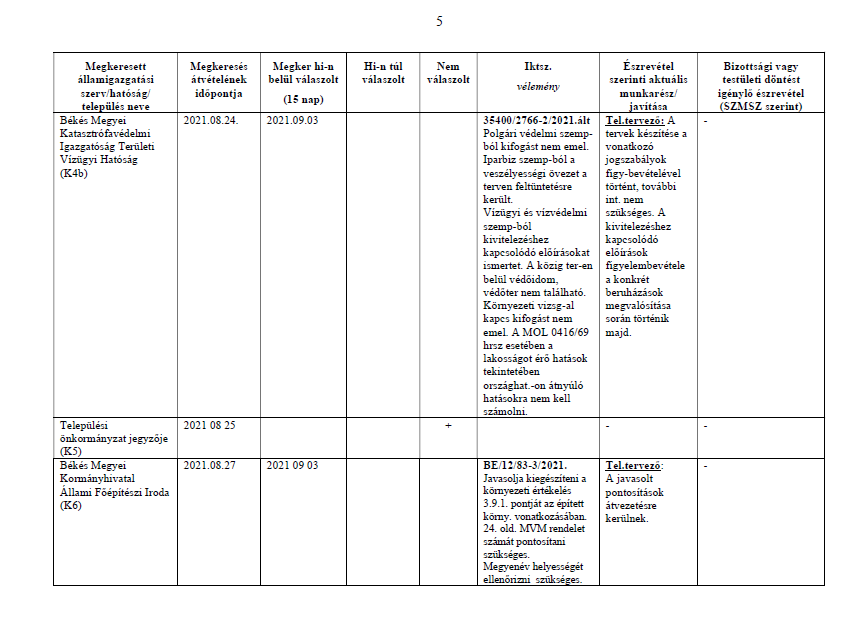 5
Megkeresett
államigazgatási
szerv/hatóság/
település neve
Megkeresés
átvételének
időpontja
Megker hi-n
belül válaszolt
(15 nap)
Hi-n túl
válaszolt
Nem
válaszolt
Iktsz.
vélemény
Észrevétel
szerinti aktuális
munkarész/
javítása
Bizottsági vagy
testületi döntést
igénylő észrevétel
(SZMSZ szerint)
Békés Megyei
Katasztrófavédelmi
Igazgatóság Területi
Vízügyi Hatóság
(K4b)
2021.08.24.
2021.09.03
35400/2766-2/2021.ált
Polgári védelmi szemp-
ból kifogást nem emel.
Iparbiz szemp-ból a
veszélyességi övezet a
terven feltüntetésre
került.
Vízügyi és vízvédelmi
szemp-ból
kivitelezéshez
kapcsolódó előírásokat
ismertet. A közig ter-en
belül védőidom,
védőter nem található.
Környezeti vizsg-al
kapcs kifogást nem
emel. A MOL 0416/69
hrsz esetében a
lakosságot érő hatások
tekintetében
országhat.-on átnyúló
hatásokra nem kell
számolni.
Tel.tervező: A
tervek készítése a
vonatkozó
jogszabályok
figy-bevételével
történt, további
int. nem
szükséges. A
kivitelezéshez
kapcsolódó
előírások
figyelembevétele
a konkrét
beruházások
megvalósítása
során történik
majd.
-
Települési
önkormányzat jegyzője
(K5)
2021 08 25
+
-
-
Békés Megyei
Kormányhivatal
Állami Főépítészi Iroda
(K6)
2021.08.27
2021 09 03
BE/12/83-3/2021.
Javasolja kiegészíteni a
környezeti értékelés
3.9.1. pontját az épített
körny. vonatkozásában.
24. old. MVM rendelet
számát pontosítani
szükséges.
Megyenév helyességét
ellenőrizni szükséges.
Tel.tervező:
A javasolt
pontosítások
átvezetésre
kerülnek.
-